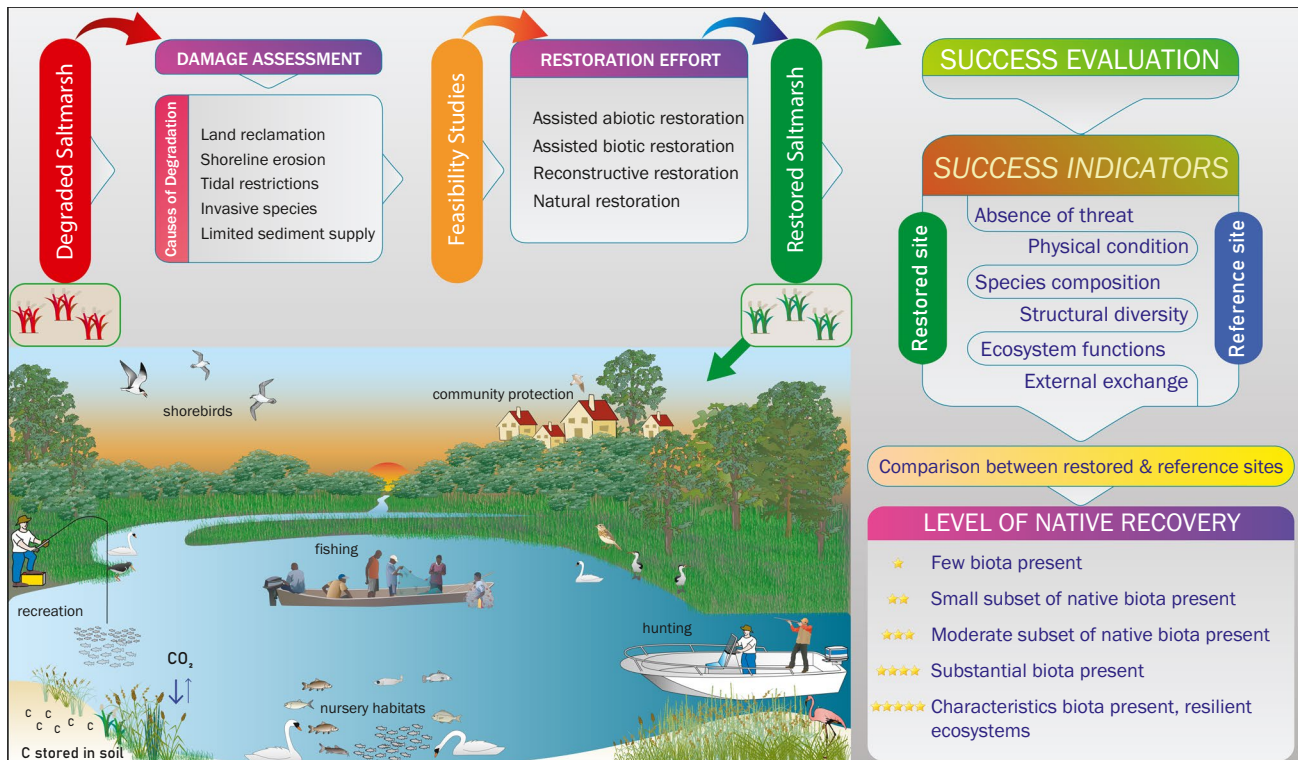 Degraded Saltmarsh
DAMAGE ASSESSMENT
Causes of Degradation
Land reclamation
Shoreline erosion
Tidal restrictions
Invasive species
Limited sediment supply
Feasibility Studies
RESTORATION EFFORT
Assisted abiotic restoration
Assisted biotic restoration
Reconstructive restoration
Natural restoration
Restored Saltmarsh
SUCCESS EVALUATION
SUCCESS INDICATORS
Restored site
Absence of threat
Physical condition
Species composition
Structural diversity
Ecosystem functions
External exchange
Reference site
Comparison between restored & reference sites
LEVEL OF NATIVE RECOVERY
Few biota present
Small subset of native biota present
Moderate subset of native biota present
Substantial biota present
Characteristics biota present, resilient
ecosystems
shorebirds
community protection
fishing
recreation
hunting
CO₂
nursery habitats
C C C C C C C
C stored in soil